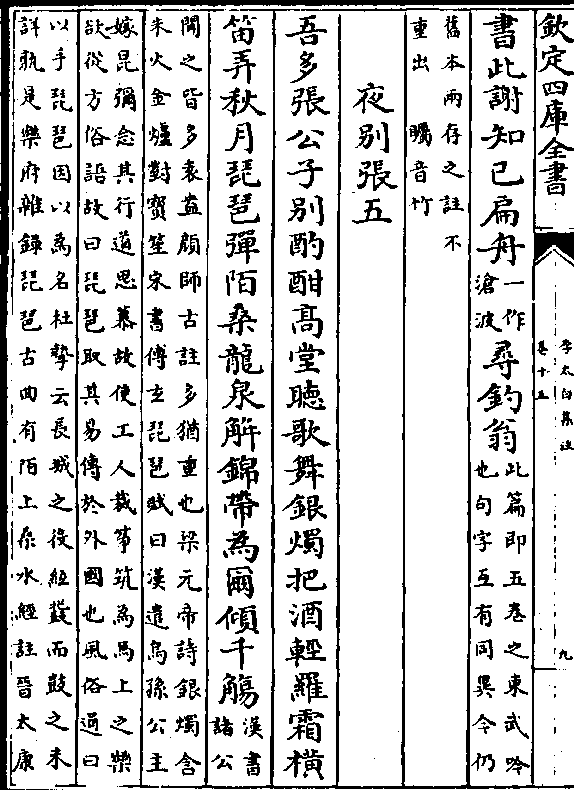 欽定四庫全書
李太白集注
卷十五
九
書此謝知己扁舟一作滄波尋釣翁此篇即五卷之東武吟也句字互有同異今仍
舊本兩存之註不重出 矚音竹
夜别張五
吾多張公子别酌酣髙堂聽歌舞銀燭把酒輕羅霜横
笛弄秋月琵琶彈陌桑龍泉解錦帶為爾傾千觴漢書諸公
聞之皆多袁盎顔師古註多猶重也梁元帝詩銀燭含
朱火金爐對寳笙宋書傅𤣥琵琶賦曰漢遣烏孫公主
嫁昆彌念其行道思慕故使工人裁筝筑為馬上之樂
欲從方俗語故曰琵琶取其易傳於外國也風俗通曰
以手琵琶因以為名杜摯云長城之役絃鼗而鼓之未
詳孰是樂府雜錄琵琶古曲有陌上桑水經註晉太康